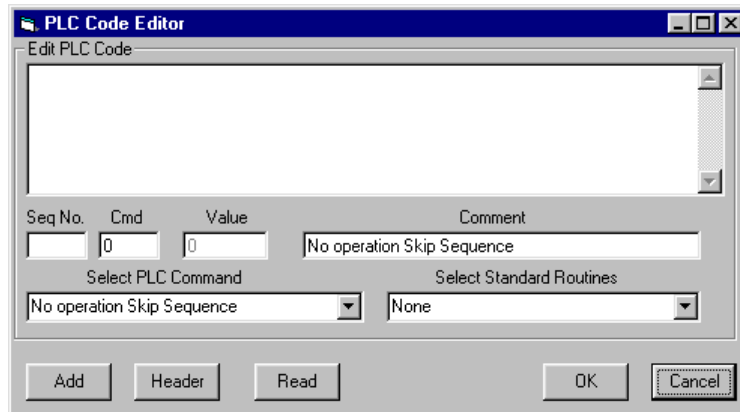 PLC Code Editor
Edit PLC Code
Seq No. Cmd Value Comment
0 0 No operation Skip Sequence
Select PLC Command Select Standard Routines
No operation Skip Sequence None
Add Header Read OK Cancel